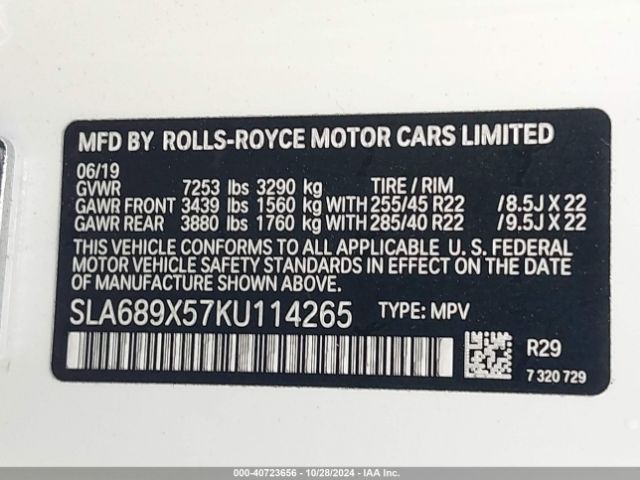 MFD BY ROLLS-ROYCE MOTOR CARS LIMITED
06/19
GVWR 7253 lbs 3290 kg TIRE / RIM
GAWR FRONT 3439 lbs 1560 kg WITH 255/45 R22 /8.5J X 22
GAWR REAR 3880 lbs 1760 kg WITH 285/40 R22 /9.5J X 22
THIS VEHICLE CONFORMS TO ALL APPLICABLE U. S. FEDERAL
MOTOR VEHICLE SAFETY STANDARDS IN EFFECT ON THE DATE
OF MANUFACTURE SHOWN ABOVE.
SLA689X57KU114265 TYPE: MPV
R29
7 320 729
000-40723656 - 10/28/2024 - IAA Inc. - Copart